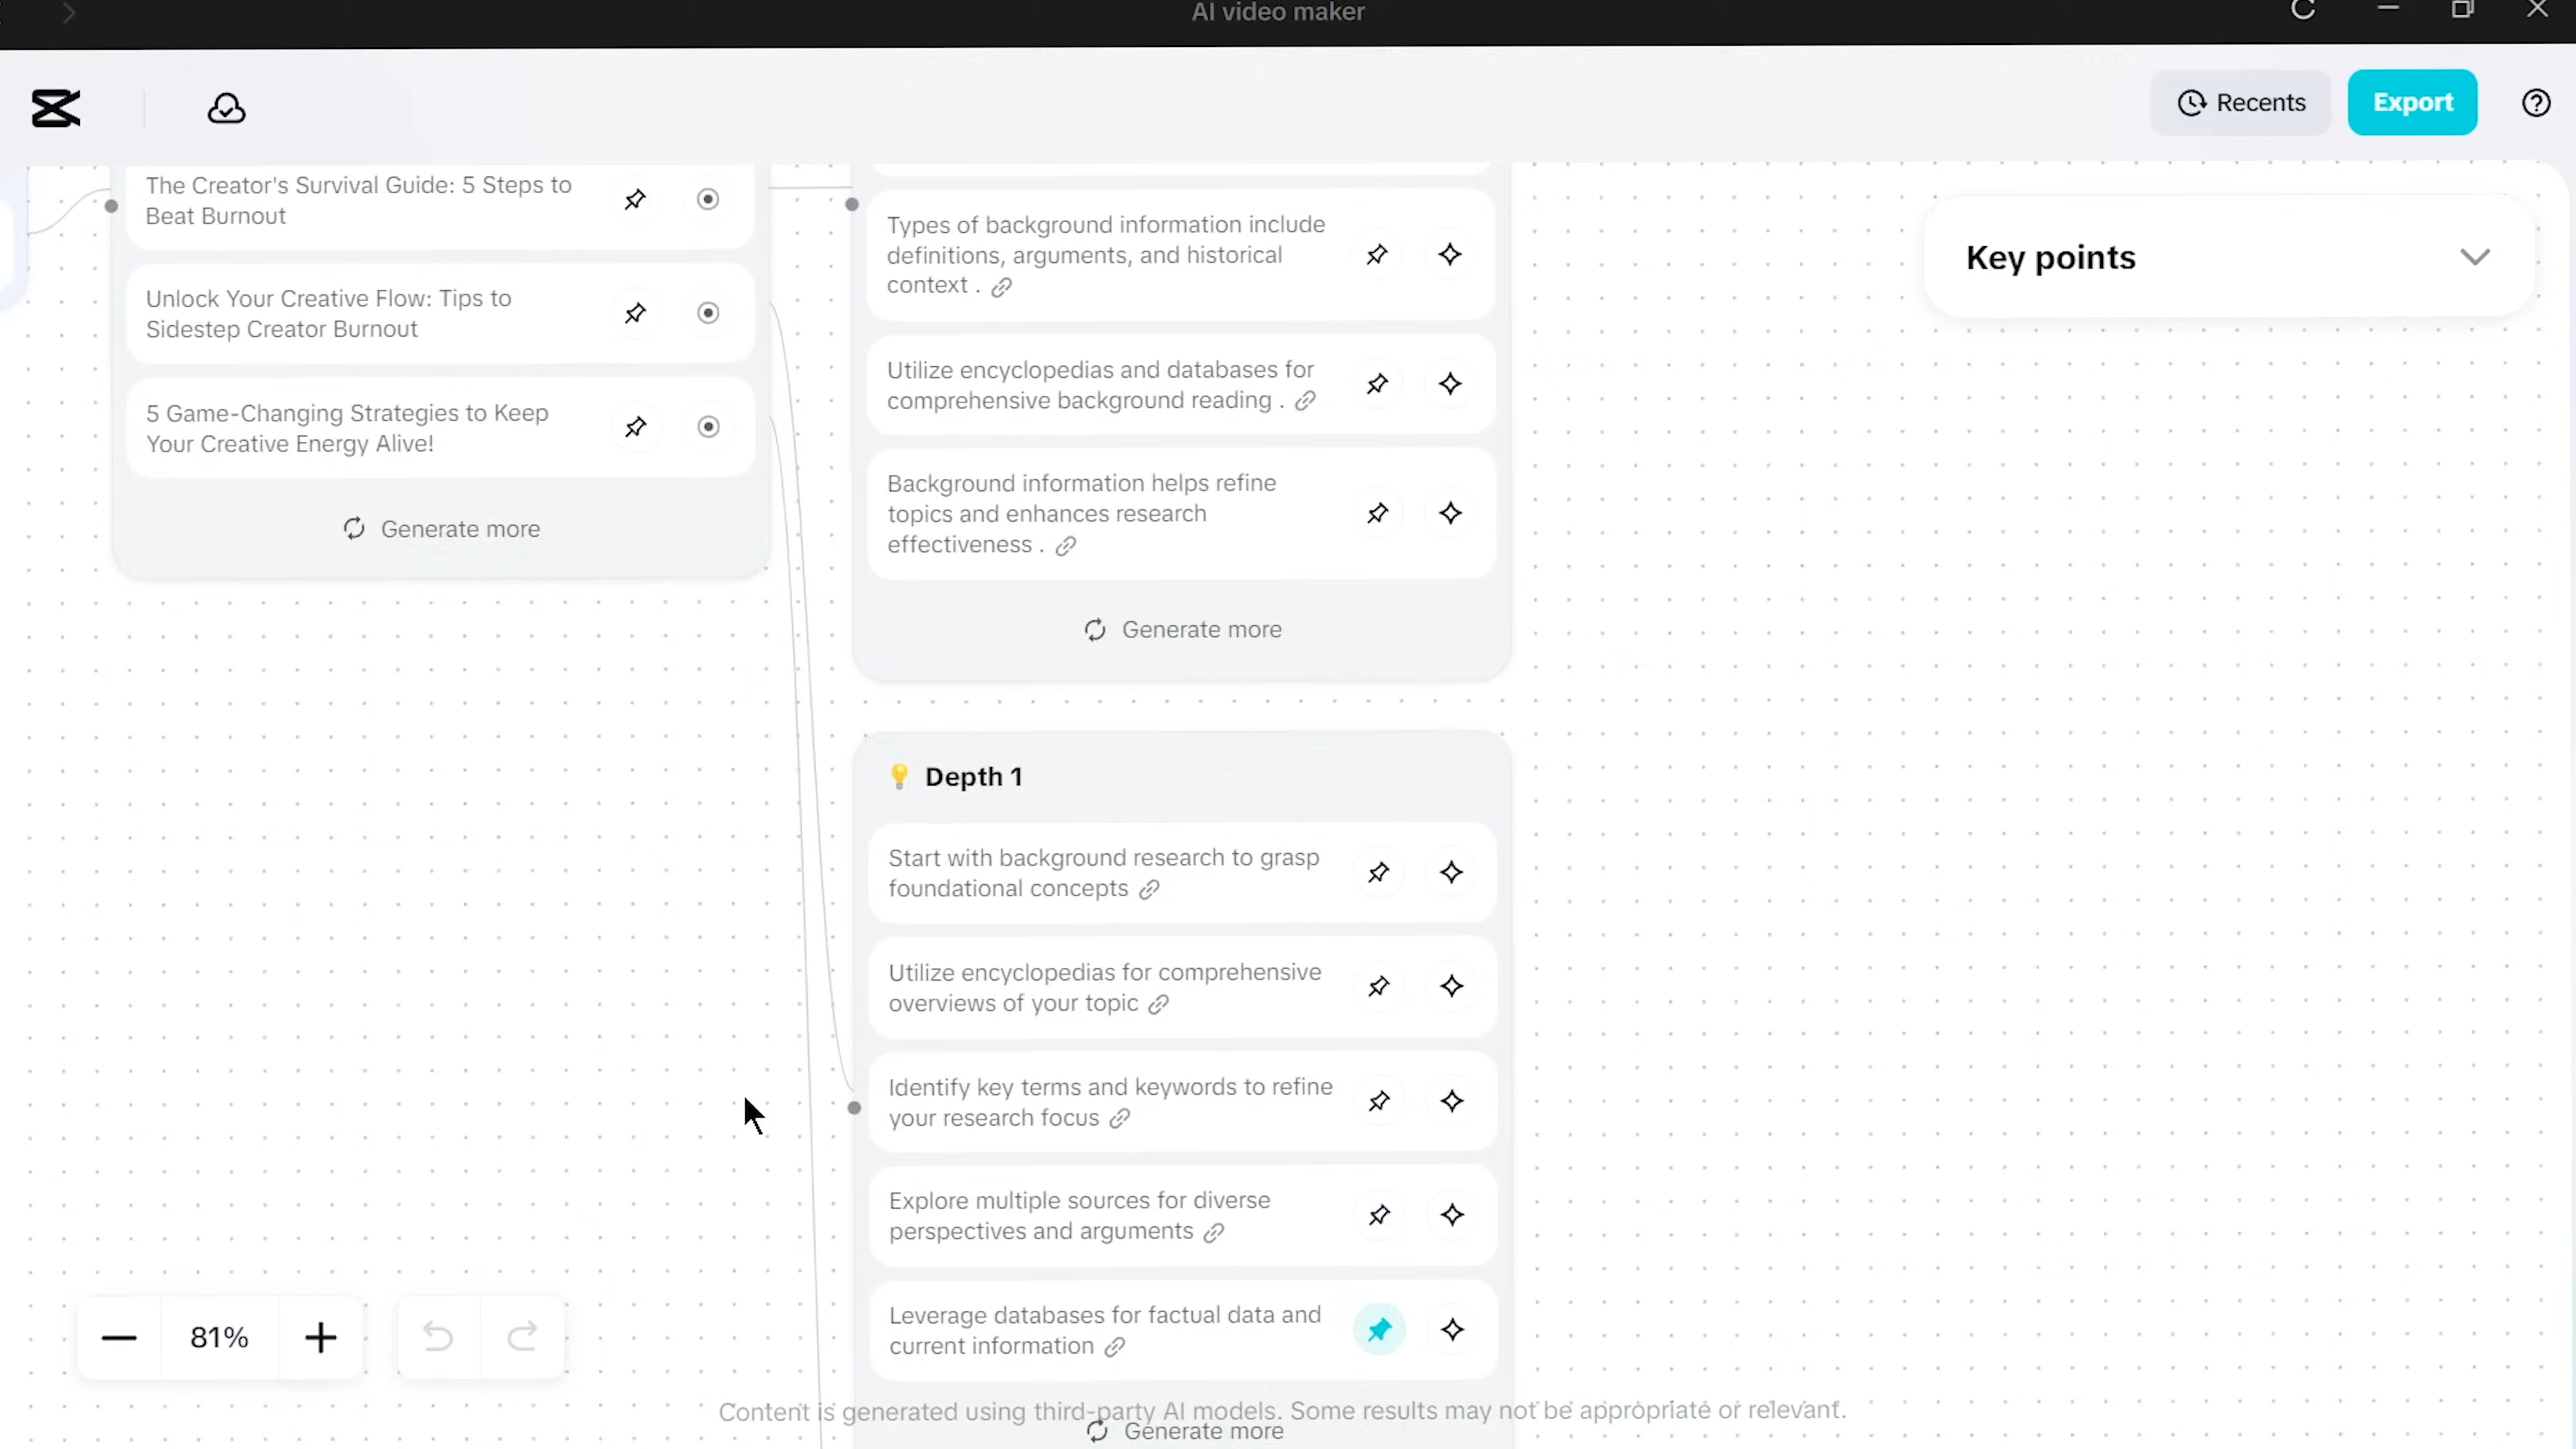 AI video maker
Recents
Export
The Creator's Survival Guide: 5 Steps to
Beat Burnout
Unlock Your Creative Flow: Tips to
Sidestep Creator Burnout
5 Game-Changing Strategies to Keep
Your Creative Energy Alive!
Generate more
Types of background information include
definitions, arguments, and historical
context .
Utilize encyclopedias and databases for
comprehensive background reading .
Background information helps refine
topics and enhances research
effectiveness .
Generate more
Key points
Depth 1
Start with background research to grasp
foundational concepts
Utilize encyclopedias for comprehensive
overviews of your topic
Identify key terms and keywords to refine
your research focus
Explore multiple sources for diverse
perspectives and arguments
Leverage databases for factual data and
current information
81%
Content is generated using third-party AI models. Some results may not be appropriate or relevant.
Generate more